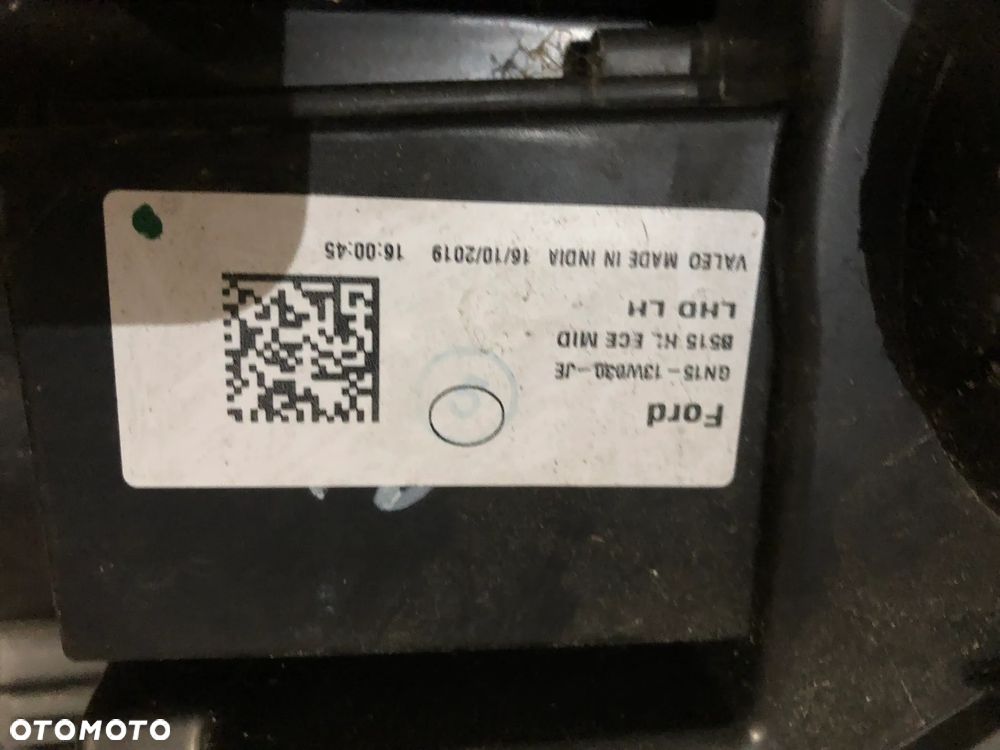 Ford
GN15-13W030-JE
B515 HL ECE MID
LHD LH
VALEO MADE IN INDIA 16/10/2019 16:00:45
OTOMOTO